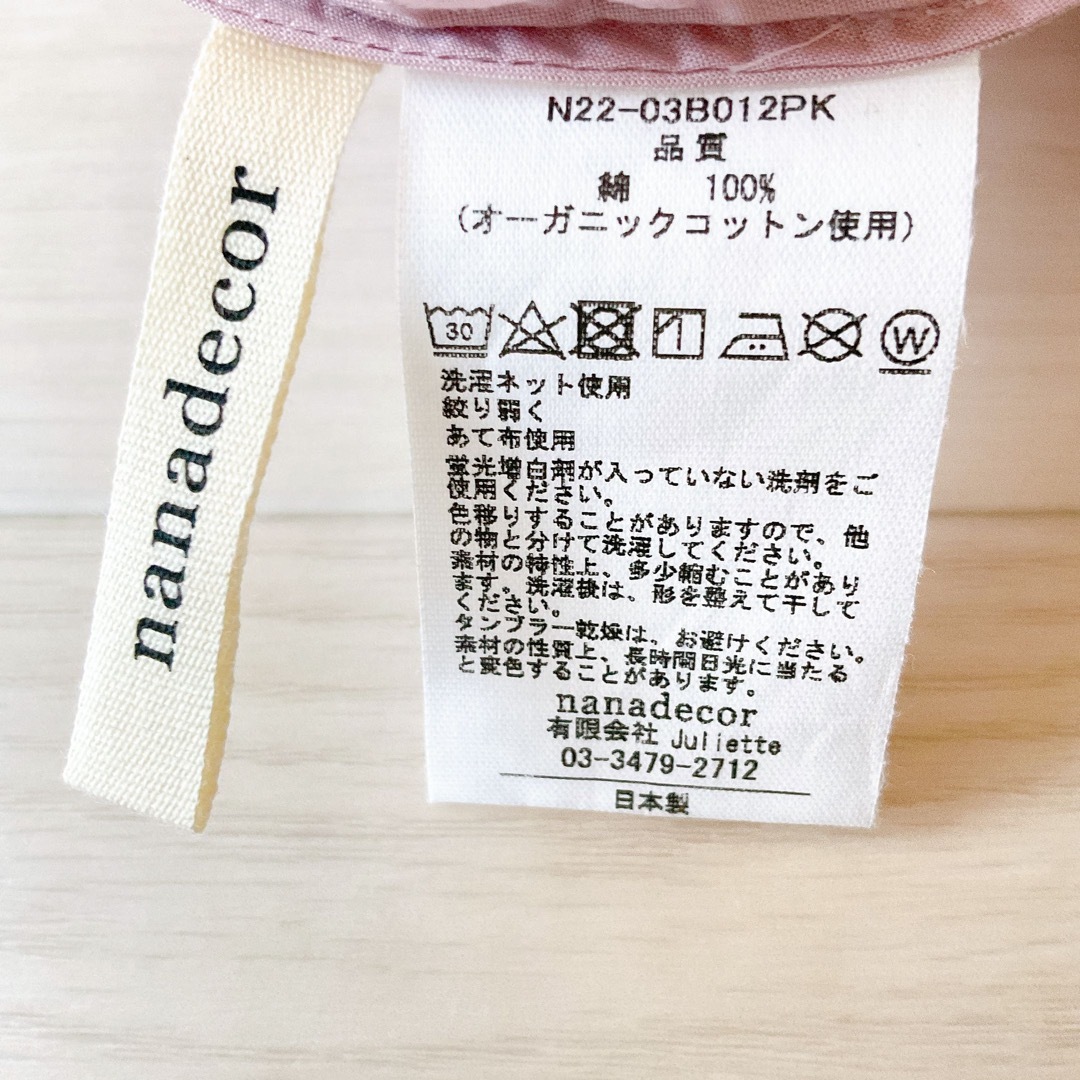 nanadecor
N22-03B012PK
品質
綿 100%
(オーガニックコットン使用)
30 W
洗濯ネット使用
絞り弱く
あて布使用
蛍光増白剤が入っていない洗剤をご
使用ください。
色移りすることがありますので、他
の物と分けて洗濯してください。
素材の特性上、多少縮むことがあり
ます。洗濯後は、形を整えて干して
ください。
タンブラー乾燥は、お避けください。
素材の性質上、長時間日光に当たる
と変色することがあります。
nanadecor
有限会社 Juliette
03-3479-2712
日本製